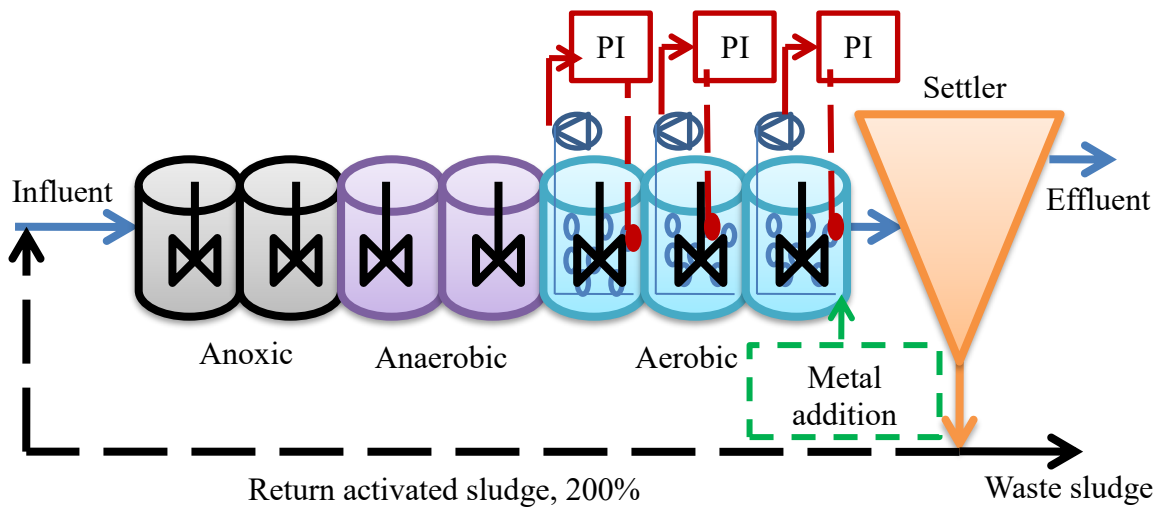 PI
PI
PI
Settler
Influent
Effluent
Anoxic
Anaerobic
Aerobic
Metal
addition
Return activated sludge, 200%
Waste sludge